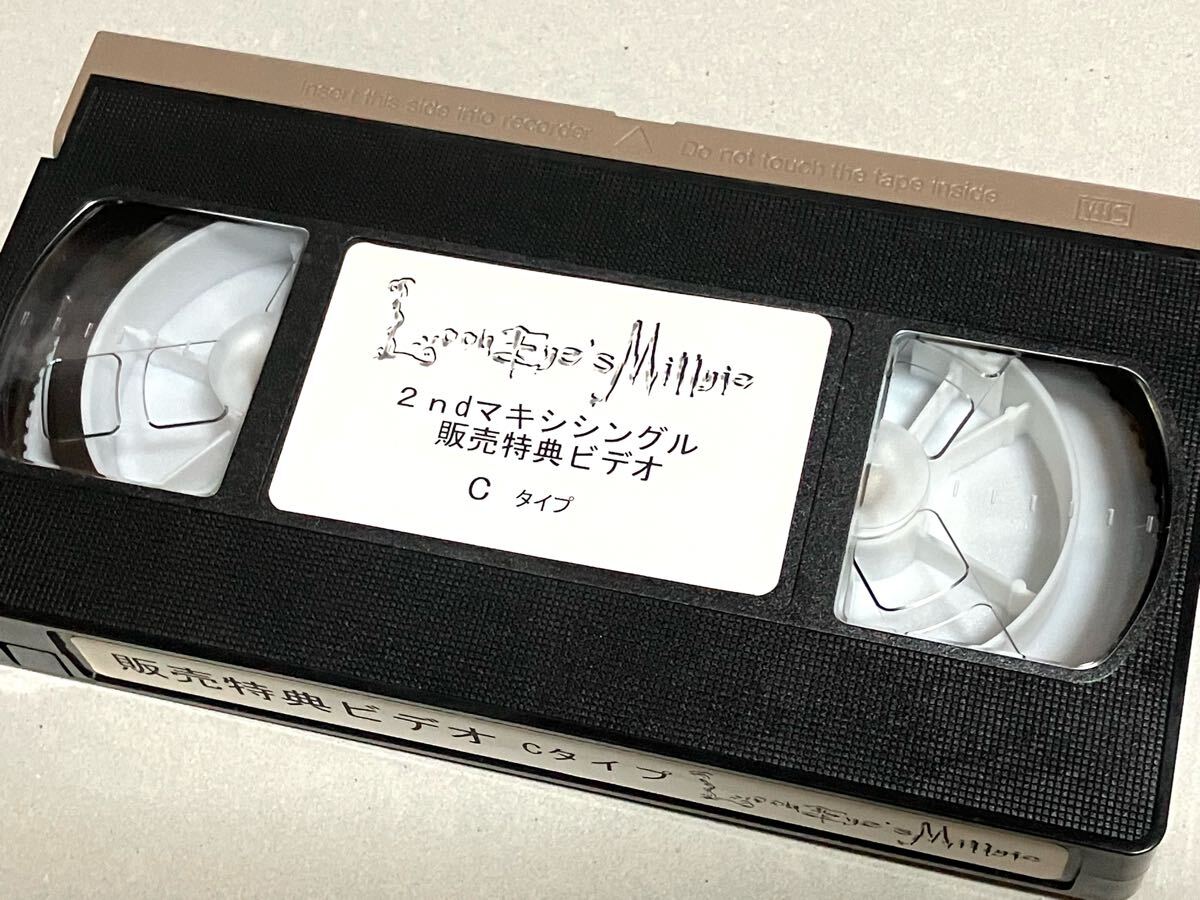 Insert this side into recorder △ Do not touch the tape inside VHS
Look Eye's Millyie
2ndマキシシングル
販売特典ビデオ
C タイプ
販売特典ビデオ Cタイプ Look Eye's Millyie